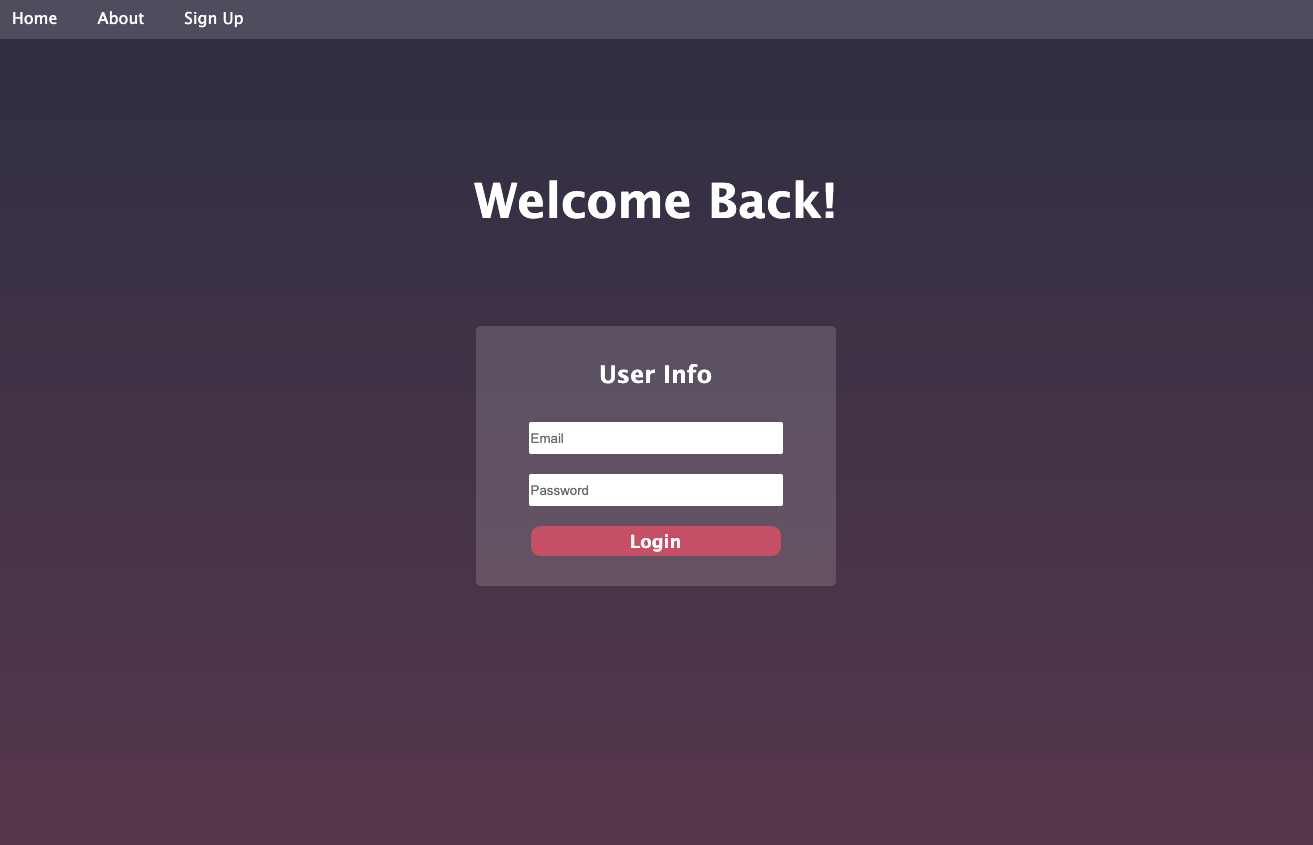 Home About Sign Up
Welcome Back!
User Info
Email
Password
Login